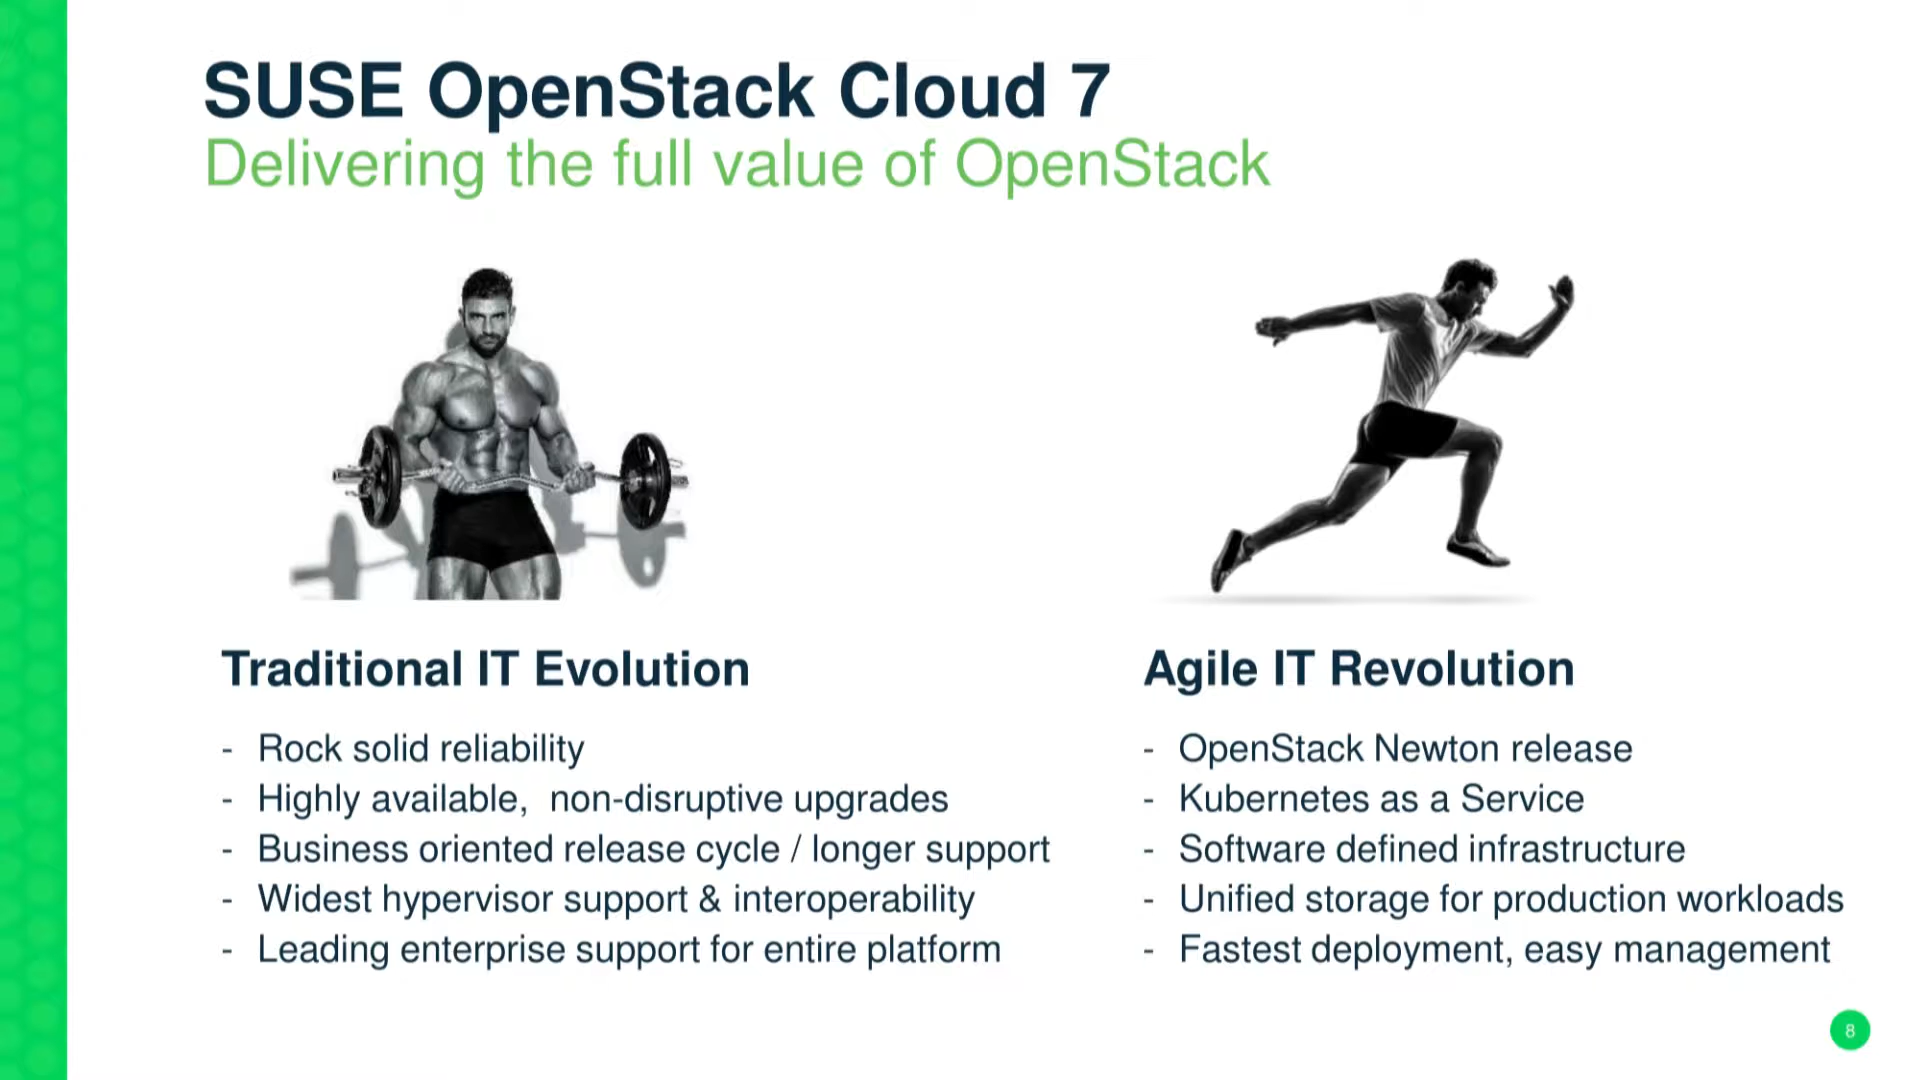 SUSE OpenStack Cloud 7
Delivering the full value of OpenStack
Traditional IT Evolution
- Rock solid reliability
- Highly available,  non-disruptive upgrades
- Business oriented release cycle / longer support
- Widest hypervisor support & interoperability
- Leading enterprise support for entire platform
Agile IT Revolution
- OpenStack Newton release
- Kubernetes as a Service
- Software defined infrastructure
- Unified storage for production workloads
- Fastest deployment, easy management
8